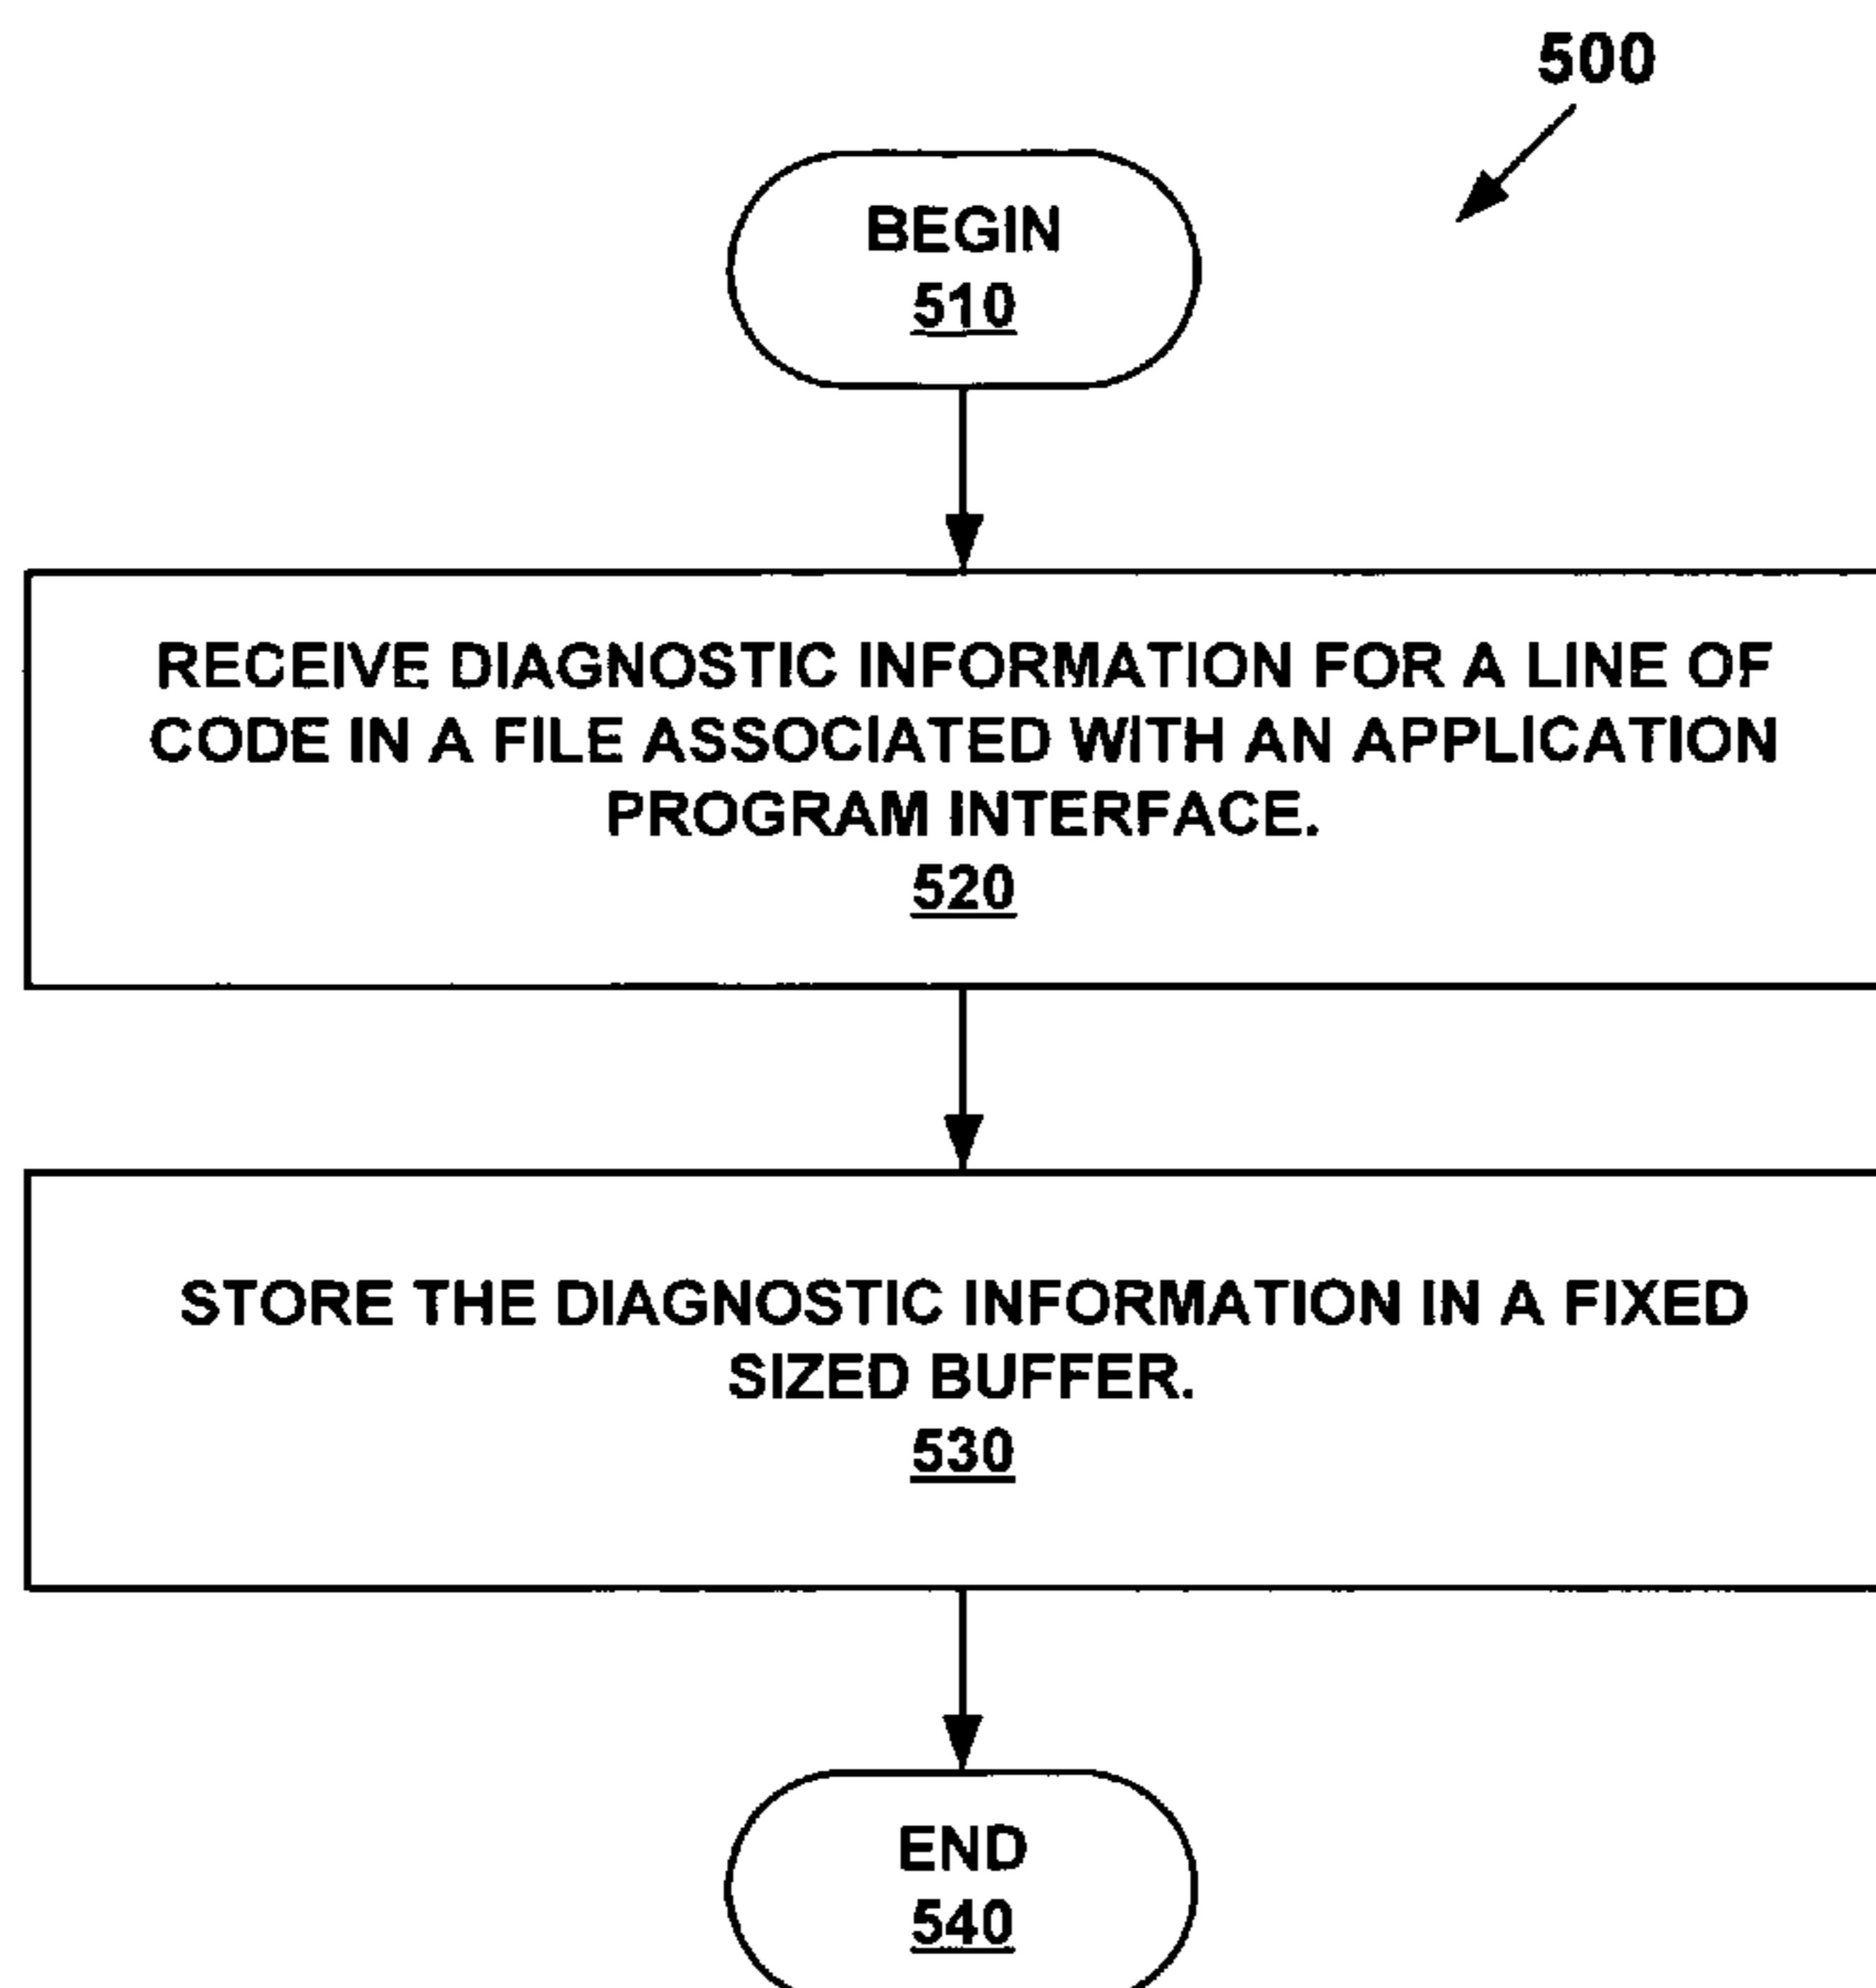 500
BEGIN
510
RECEIVE DIAGNOSTIC INFORMATION FOR A LINE OF
CODE IN A FILE ASSOCIATED WITH AN APPLICATION
PROGRAM INTERFACE.
520
STORE THE DIAGNOSTIC INFORMATION IN A FIXED
SIZED BUFFER.
530
END
540